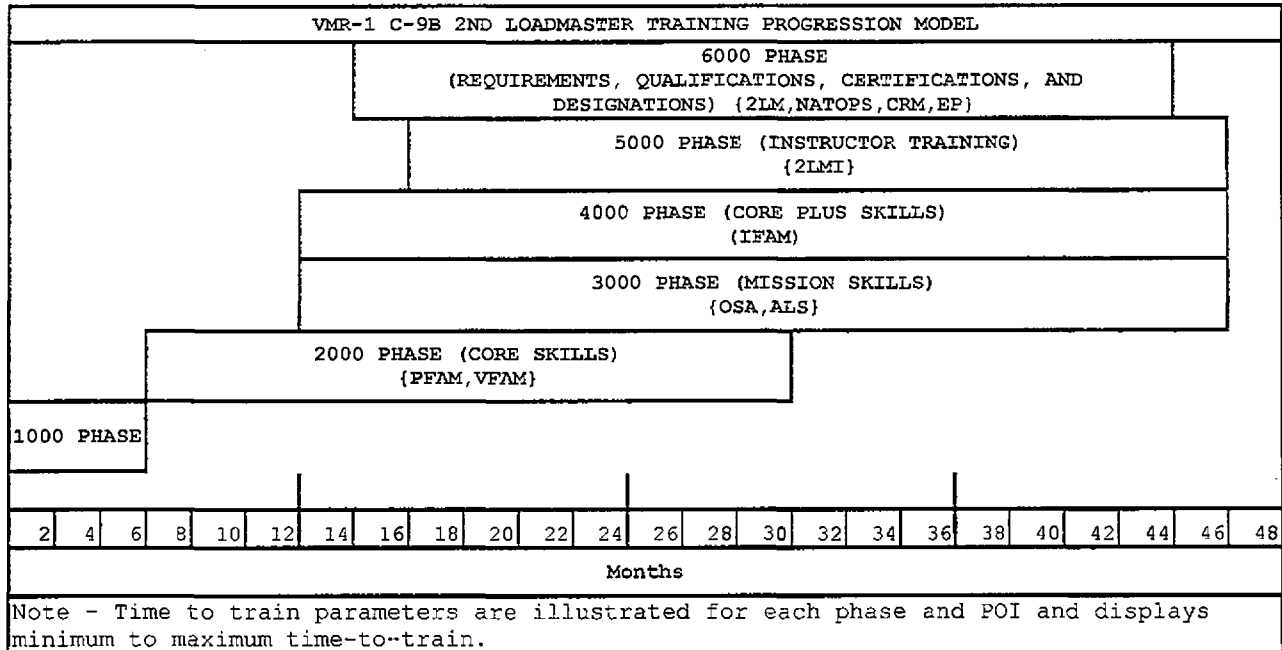 VMR-1 C-9B 2ND LOADMASTER TRAINING PROGRESSION MODEL
6000 PHASE
(REQUIREMENTS, QUALIFICATIONS, CERTIFICATIONS, AND
DESIGNATIONS) {2LM,NATOPS,CRM,EP}
5000 PHASE (INSTRUCTOR TRAINING)
{2LMI}
4000 PHASE (CORE PLUS SKILLS)
(IFAM)
3000 PHASE (MISSION SKILLS)
{OSA,ALS}
2000 PHASE (CORE SKILLS)
{PFAM,VFAM}
1000 PHASE
2 4 6 8 10 12 14 16 18 20 22 24 26 28 30 32 34 36 38 40 42 44 46 48
Months
Note - Time to train parameters are illustrated for each phase and POI and displays
minimum to maximum time-to-train.